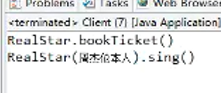 Problems Tasks Web Browser
<terminated> Client (7) [Java Application]
RealStar.bookTicket()
RealStar(周杰伦本人).sing()